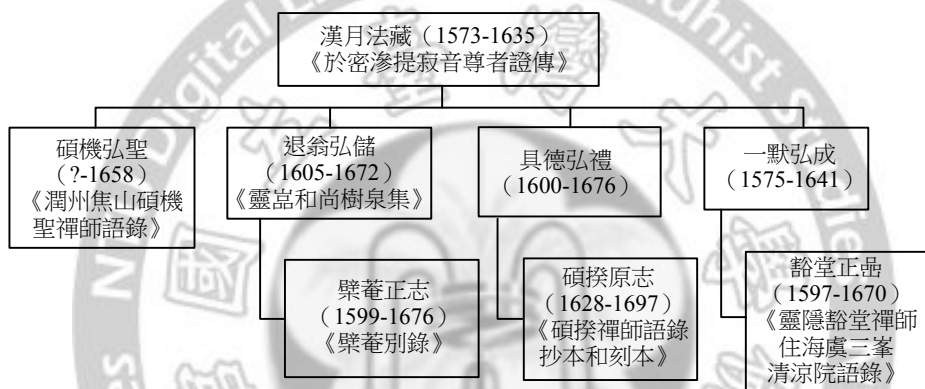 漢月法藏（1573-1635）
《於密滲提寂音尊者證傳》
碩機弘聖
(?-1658)
《潤州焦山碩機
聖禪師語錄》
退翁弘儲
(1605-1672)
《靈嵓和尚樹泉集》
具德弘禮
(1600-1676)
一默弘成
(1575-1641)
檗菴正志
(1599-1676)
《檗菴別錄》
碩揆原志
(1628-1697)
《碩揆禪師語錄
抄本和刻本》
豁堂正嵒
(1597-1670)
《靈隱豁堂禪師
住海虞三峯
清涼院語錄》